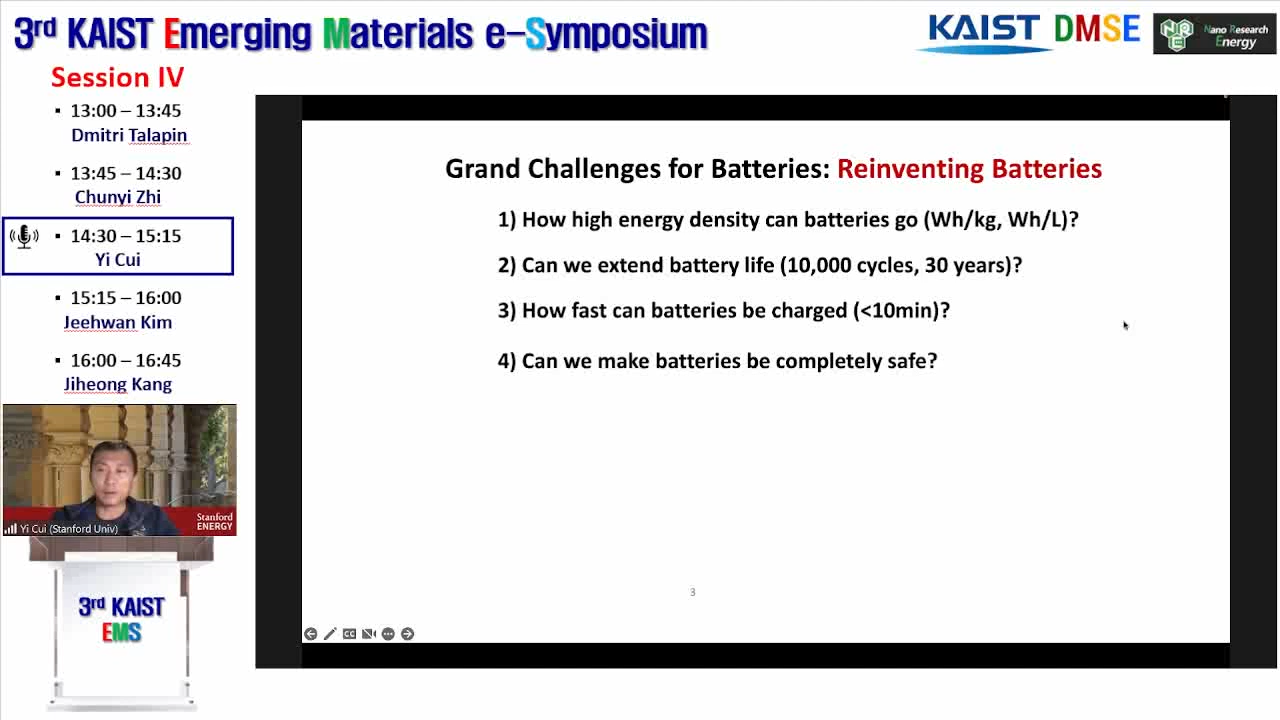 3rd KAIST Emerging Materials e-Symposium
KAIST DMSE
Nano Research
Energy
NRE
Session IV
▪ 13:00 – 13:45
Dmitri Talapin
▪ 13:45 – 14:30
Chunyi Zhi
▪ 14:30 – 15:15
Yi Cui
▪ 15:15 – 16:00
Jeehwan Kim
▪ 16:00 – 16:45
Jiheong Kang
Stanford
ENERGY
Yi Cui (Stanford Univ)
3rd KAIST
EMS
Grand Challenges for Batteries: Reinventing Batteries
1) How high energy density can batteries go (Wh/kg, Wh/L)?
2) Can we extend battery life (10,000 cycles, 30 years)?
3) How fast can batteries be charged (<10min)?
4) Can we make batteries be completely safe?
3
CC